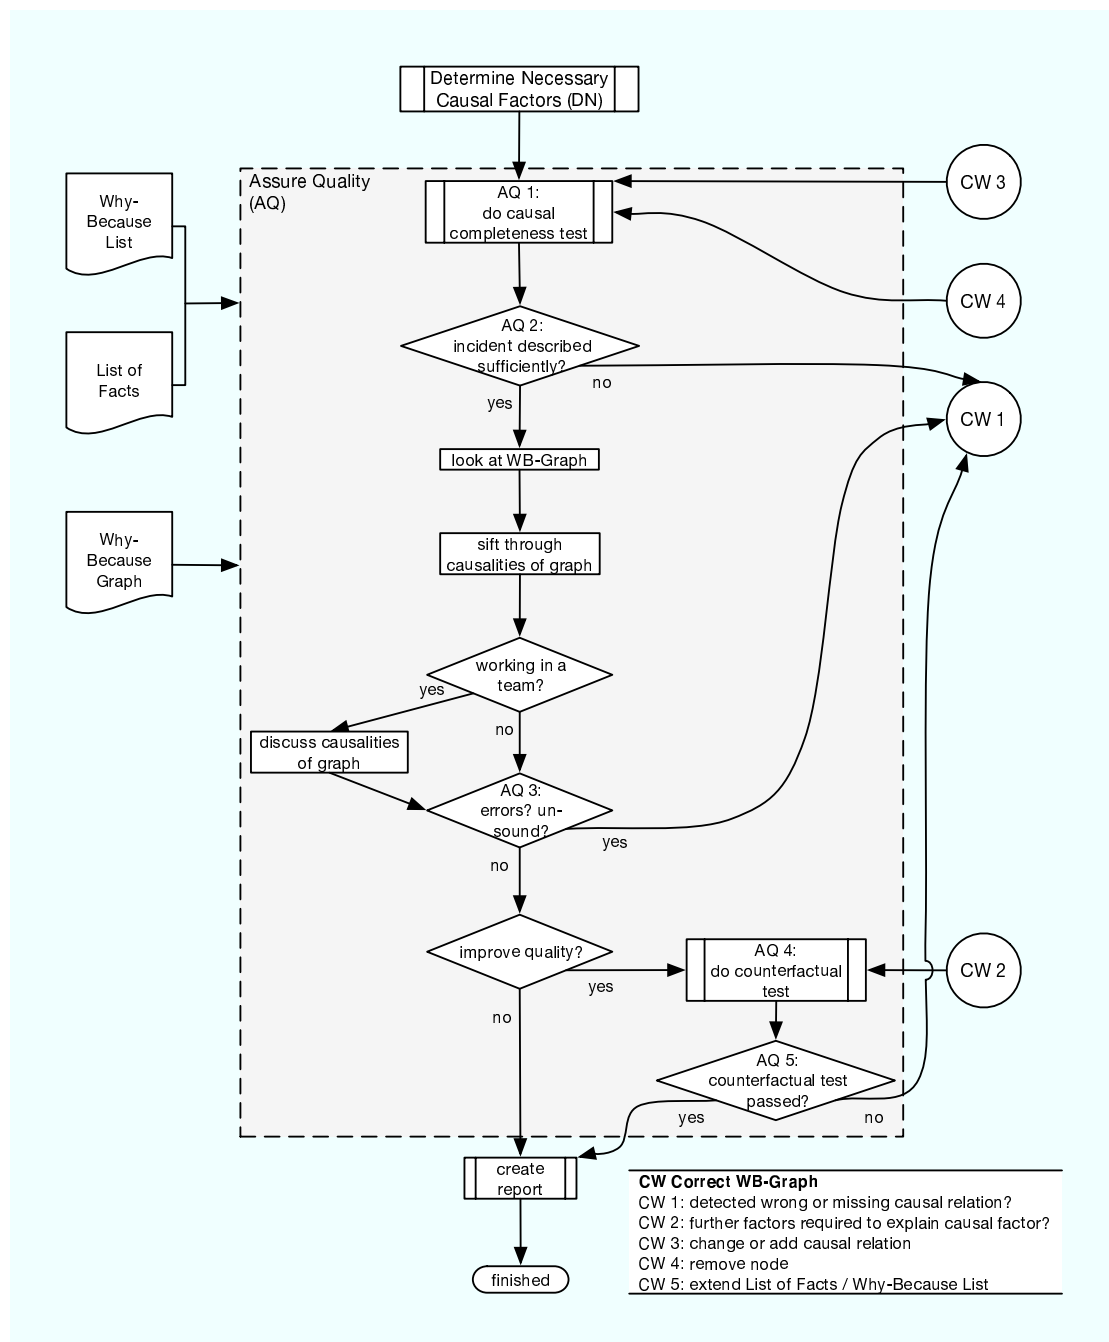 Determine Necessary
Causal Factors (DN)
Assure Quality
(AQ)
AQ 1:
do causal
completeness test
CW 3
Why-
Because
List
CW 4
AQ 2:
incident described
sufficiently?
no
yes
List of
Facts
CW 1
look at WB-Graph
Why-
Because
Graph
sift through
causalities of graph
working in a
team?
yes
no
discuss causalities
of graph
AQ 3:
errors? un-
sound?
yes
no
improve quality?
yes
no
AQ 4:
do counterfactual
test
CW 2
AQ 5:
counterfactual test
passed?
yes
no
create
report
finished
CW Correct WB-Graph
CW 1: detected wrong or missing causal relation?
CW 2: further factors required to explain causal factor?
CW 3: change or add causal relation
CW 4: remove node
CW 5: extend List of Facts / Why-Because List